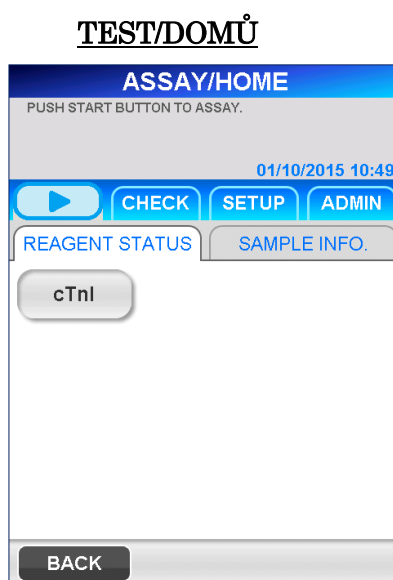 TEST/DOMŮ
ASSAY/HOME
PUSH START BUTTON TO ASSAY.
01/10/2015 10:49
CHECK SETUP ADMIN
REAGENT STATUS SAMPLE INFO.
cTnI
BACK